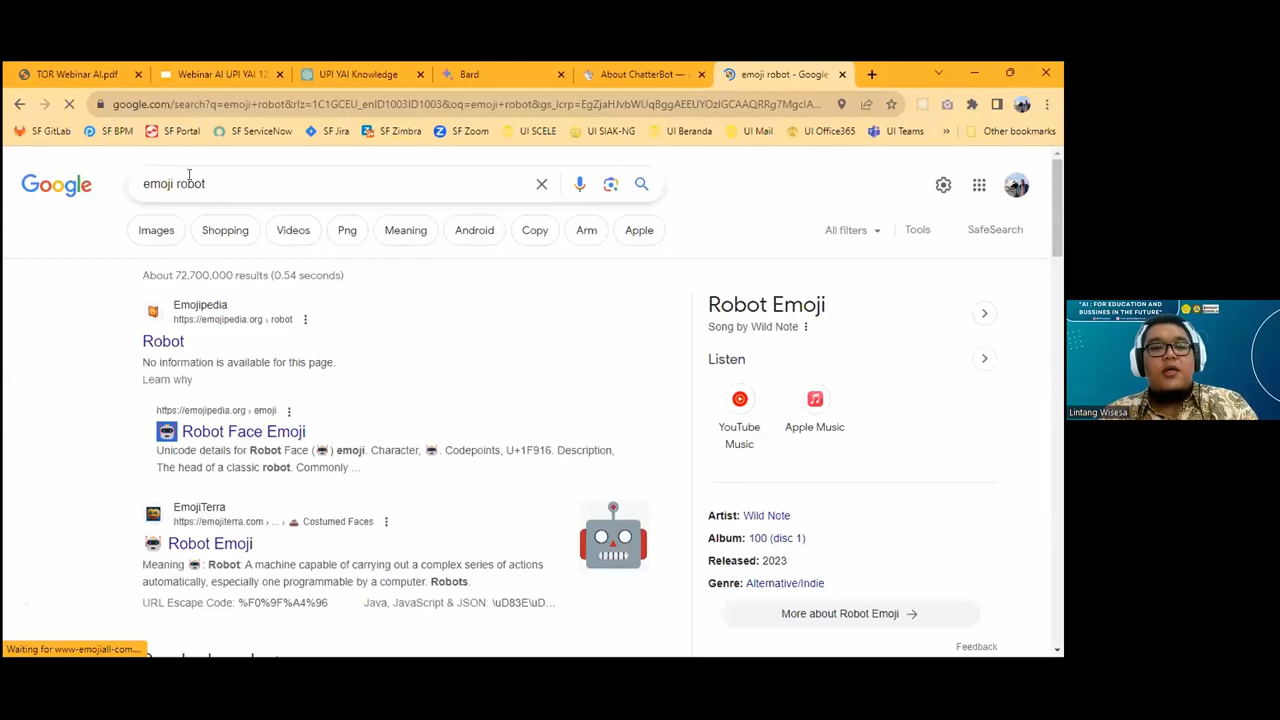 TOR Webinar AI.pdf
Webinar AI UPI YAI 12
UPI YAI Knowledge
Bard
About ChatterBot —
emoji robot - Google
google.com/search?q=emoji+robot&rlz=1C1GCEU_enID1003ID1003&oq=emoji+robot&gs_lcrp=EgZjaHJvbWUqBggAEEUYOzIGCAAQRRg7MgcIA...
SF GitLab
SF BPM
SF Portal
SF ServiceNow
SF Jira
SF Zimbra
SF Zoom
UI SCELE
UI SIAK-NG
UI Beranda
UI Mail
UI Office365
UI Teams
»
Other bookmarks
Google
emoji robot
Images
Shopping
Videos
Png
Meaning
Android
Copy
Arm
Apple
All filters
Tools
SafeSearch
About 72,700,000 results (0.54 seconds)
Emojipedia
https://emojipedia.org › robot
Robot
No information is available for this page.
Learn why
https://emojipedia.org › emoji
Robot Face Emoji
Unicode details for Robot Face (🤖) emoji. Character, 🤖. Codepoints, U+1F916. Description,
The head of a classic robot. Commonly ...
EmojiTerra
https://emojiterra.com › ... › 💩 Costumed Faces
🤖 Robot Emoji
Meaning 🤖: Robot: A machine capable of carrying out a complex series of actions
automatically, especially one programmable by a computer. Robots.
URL Escape Code: %F0%9F%A4%96
Java, JavaScript & JSON: \uD83E\uD...
Robot Emoji
Song by Wild Note
Listen
YouTube
Music
Apple Music
Artist: Wild Note
Album: 100 (disc 1)
Released: 2023
Genre: Alternative/Indie
More about Robot Emoji →
Feedback
Waiting for www-emojiall-com....
"AI : FOR EDUCATION AND
BUSSINES IN THE FUTURE"
Lintang Wisesa